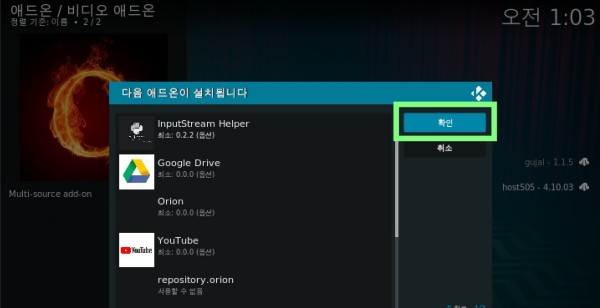 애드온 / 비디오 애드온
정렬 기준: 이름 • 2 / 2
오전 1:03
다음 애드온이 설치됩니다
InputStream Helper
최소: 0.2.2 (옵션)
확인
취소
Google Drive
최소: 0.0.0 (옵션)
gujal - 1.1.5
Orion
최소: 0.0.0 (옵션)
host505 - 4.10.03
Multi-source add-on
YouTube
YouTube
최소: 0.0.0 (옵션)
repository.orion
사용할 수 없음